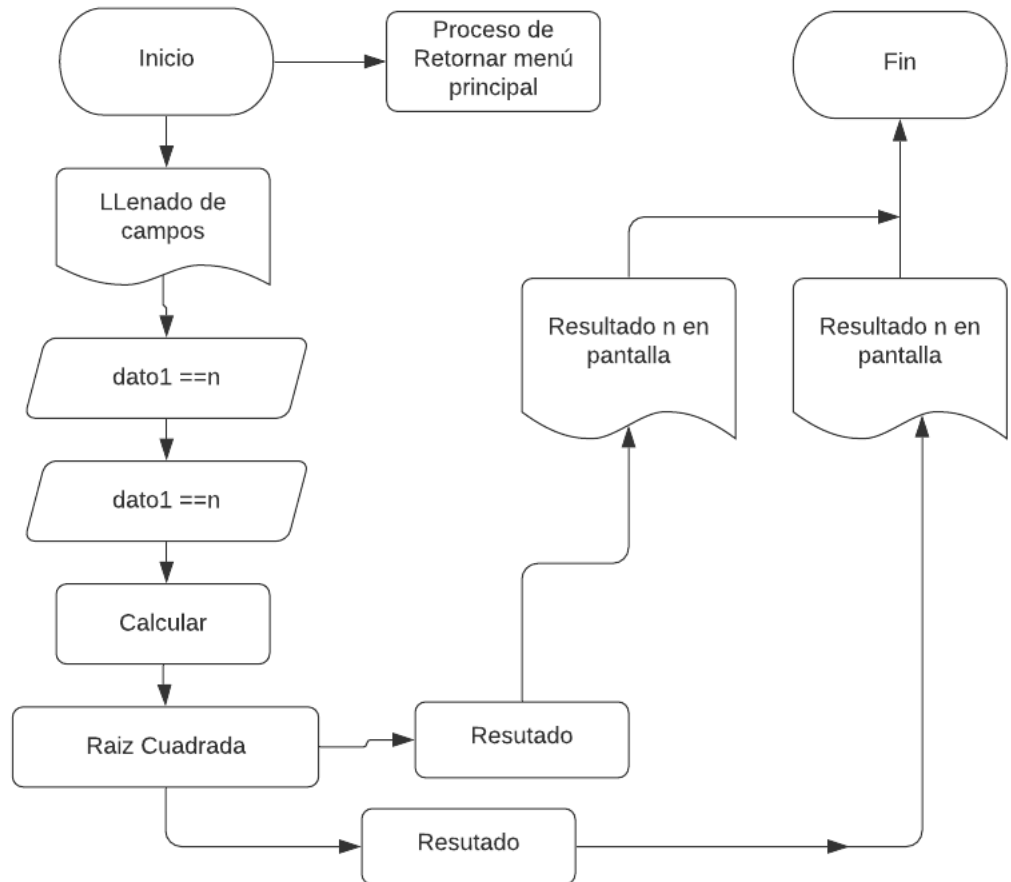 Inicio
Proceso de
Retornar menú
principal
Fin
LLenado de
campos
Resultado n en
pantalla
Resultado n en
pantalla
dato1 ==n
dato1 ==n
Calcular
Raiz Cuadrada
Resutado
Resutado